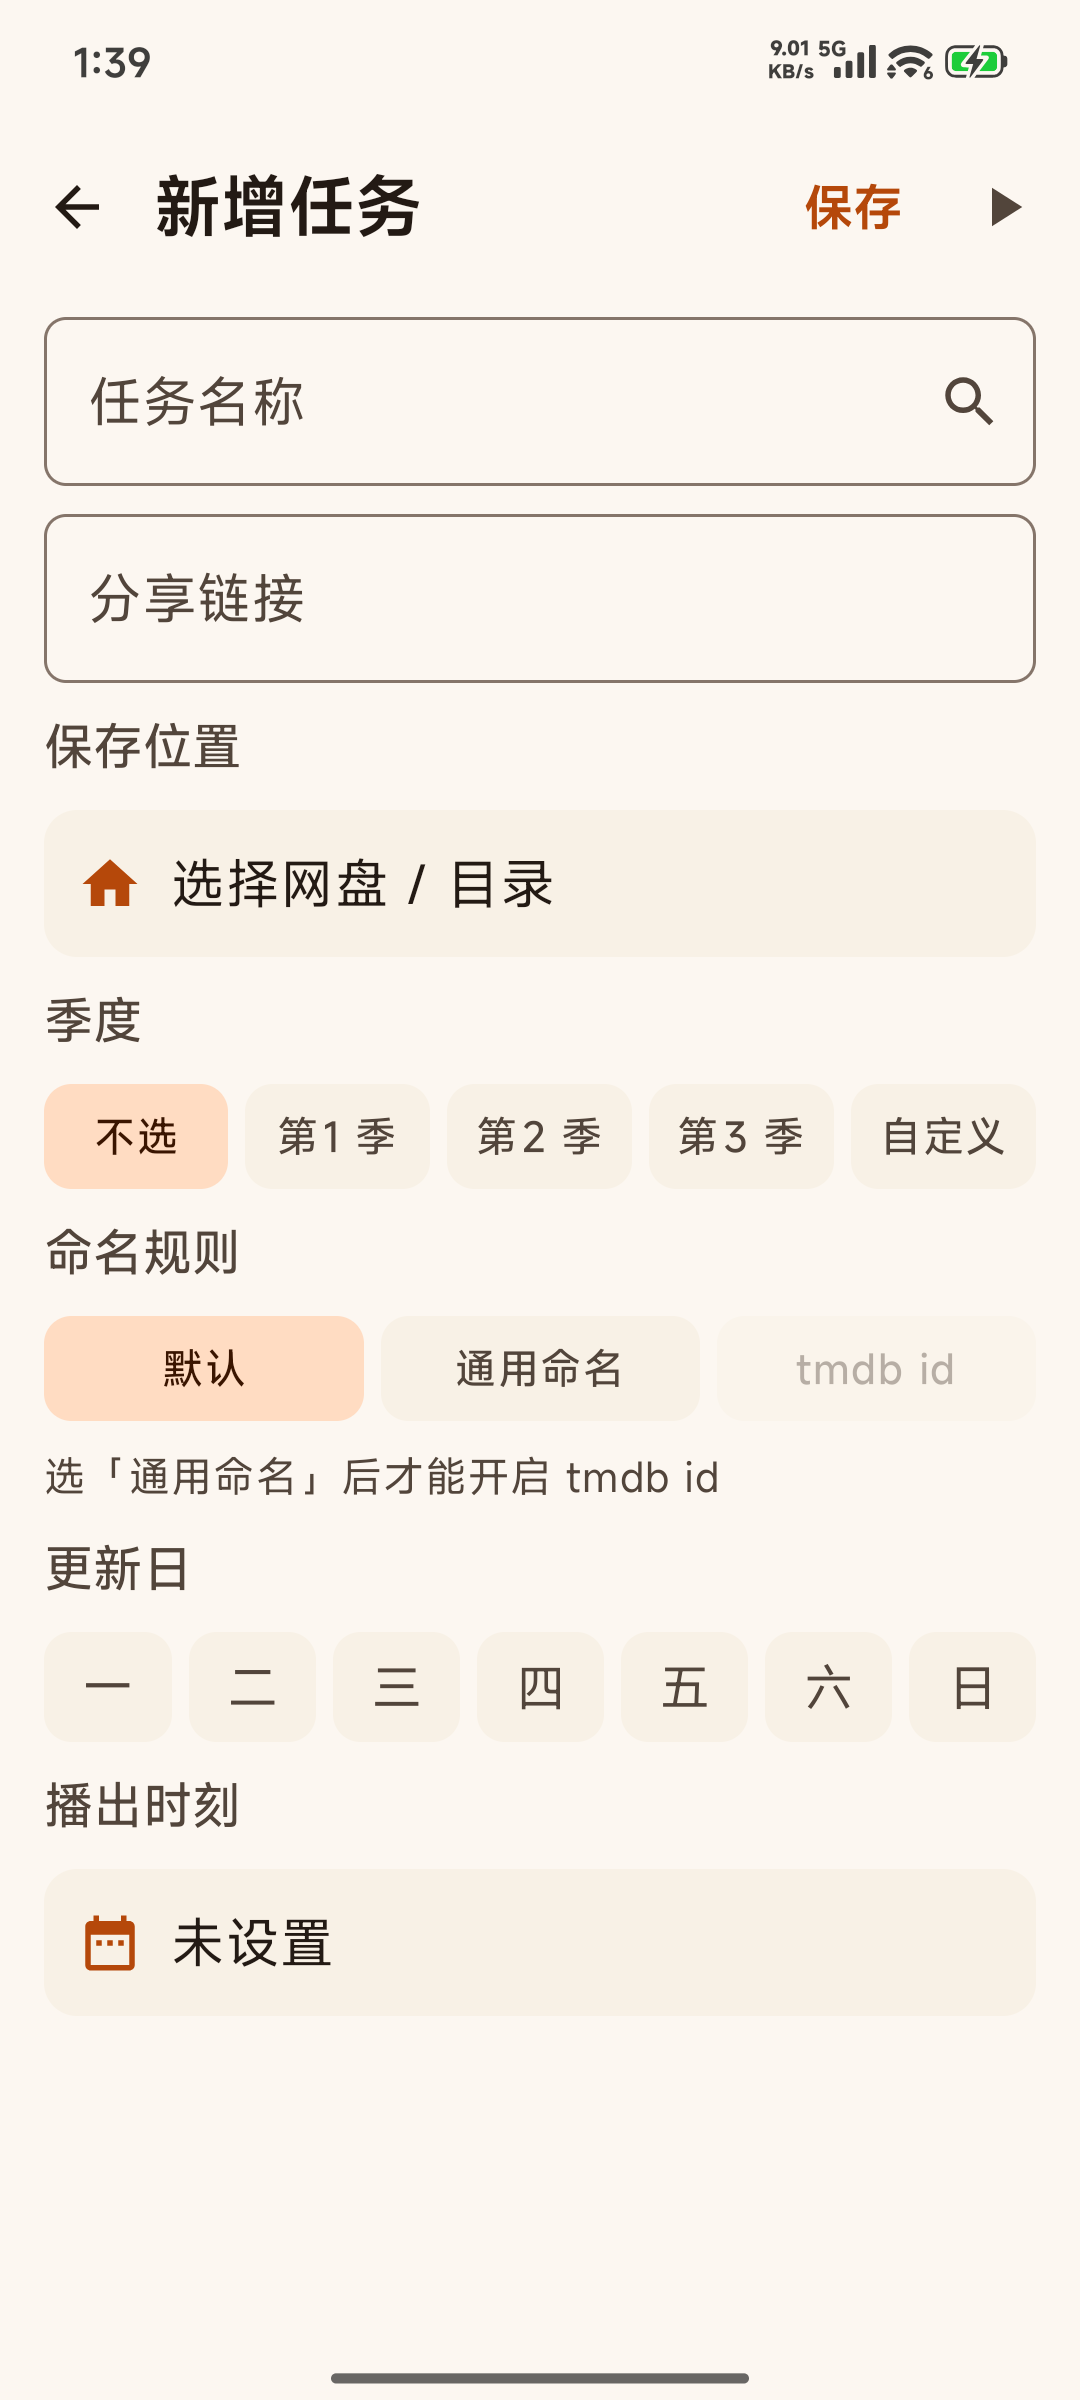 1:39
9.01 KB/s 5G 6
新增任务
保存
任务名称
分享链接
保存位置
选择网盘 / 目录
季度
不选 第1 季 第2 季 第3 季 自定义
命名规则
默认 通用命名 tmdb id
选「通用命名」后才能开启 tmdb id
更新日
一 二 三 四 五 六 日
播出时刻
未设置